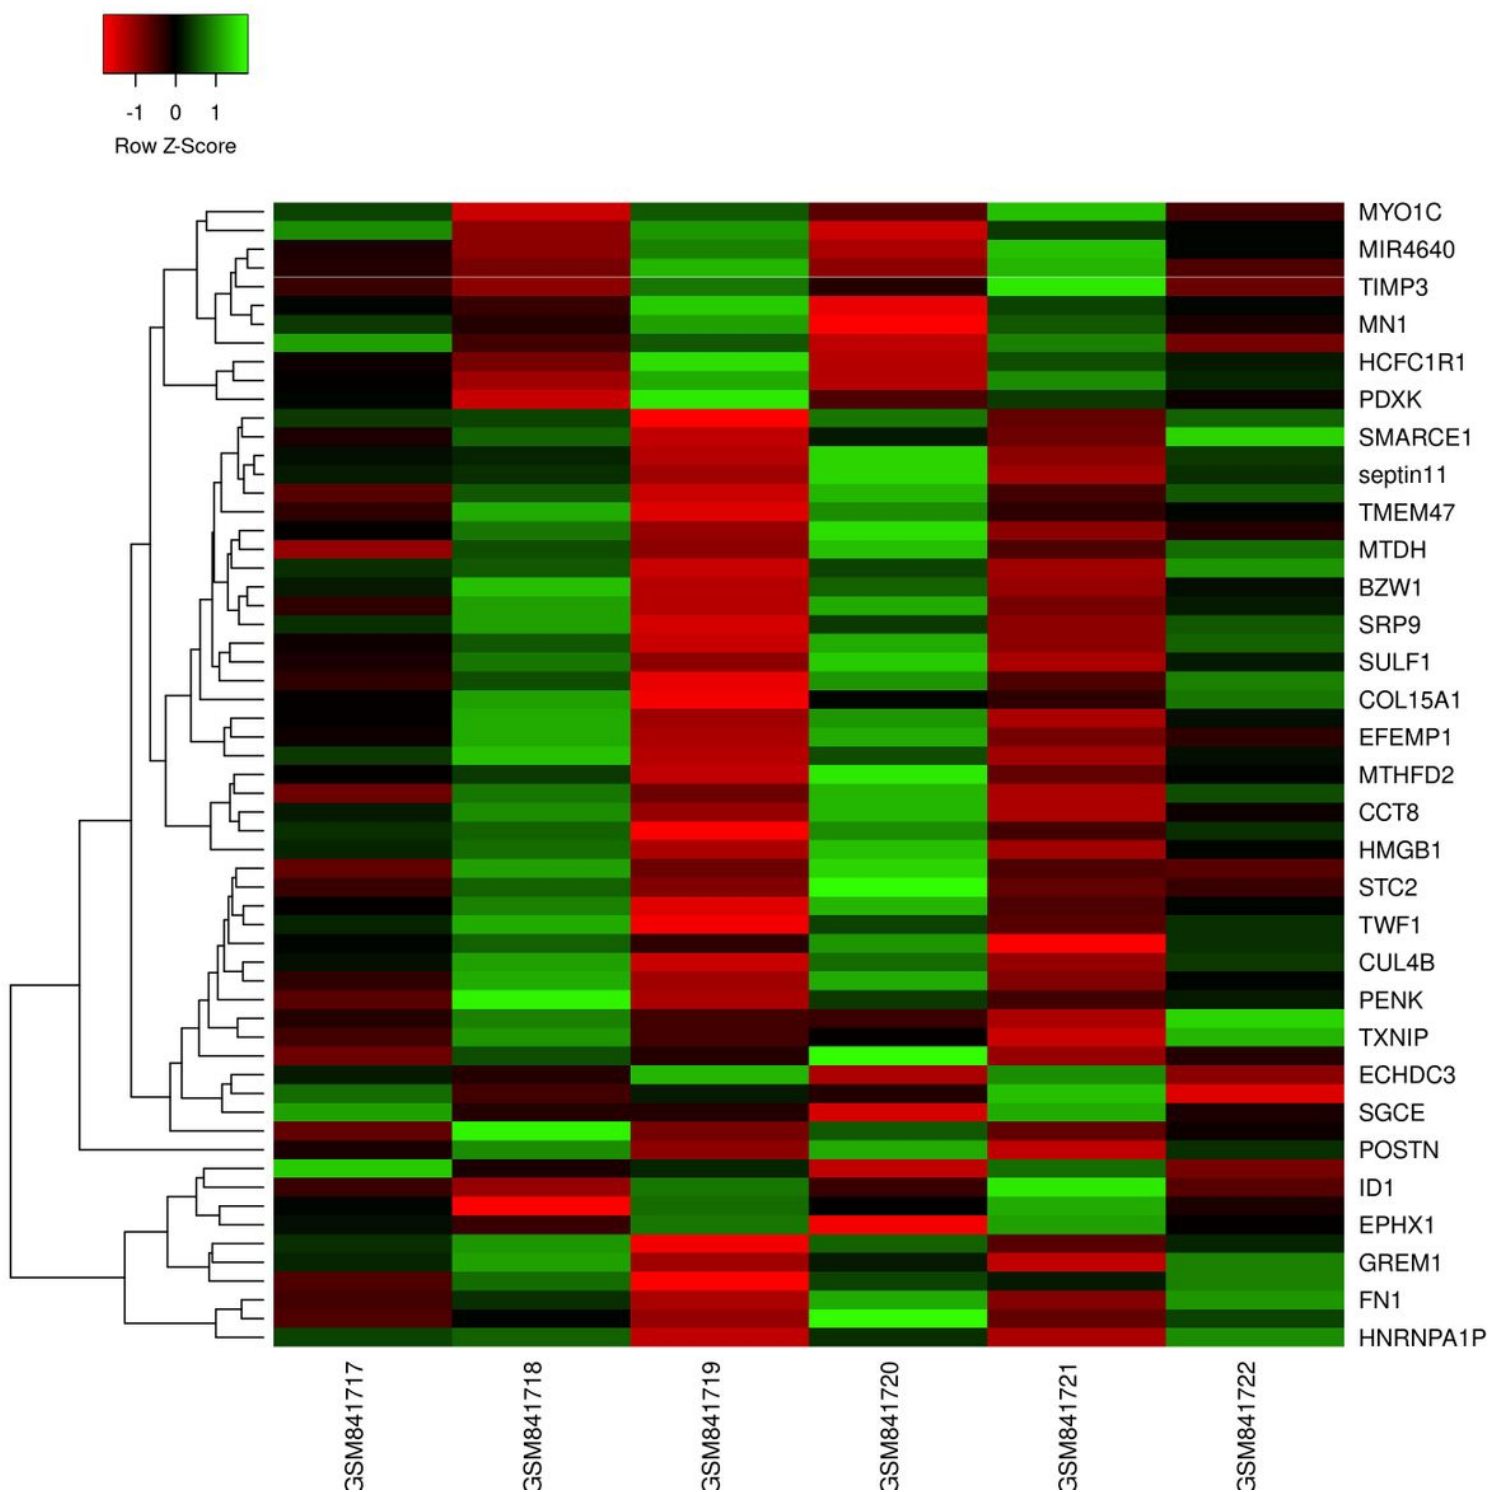 -1 0 1
Row Z-Score
MYO1C
MIR4640
TIMP3
MN1
HCFC1R1
PDXK
SMARCE1
septin11
TMEM47
MTDH
BZW1
SRP9
SULF1
COL15A1
EFEMP1
MTHFD2
CCT8
HMGB1
STC2
TWF1
CUL4B
PENK
TXNIP
ECHDC3
SGCE
POSTN
ID1
EPHX1
GREM1
FN1
HNRNPA1P
GSM841717
GSM841718
GSM841719
GSM841720
GSM841721
GSM841722